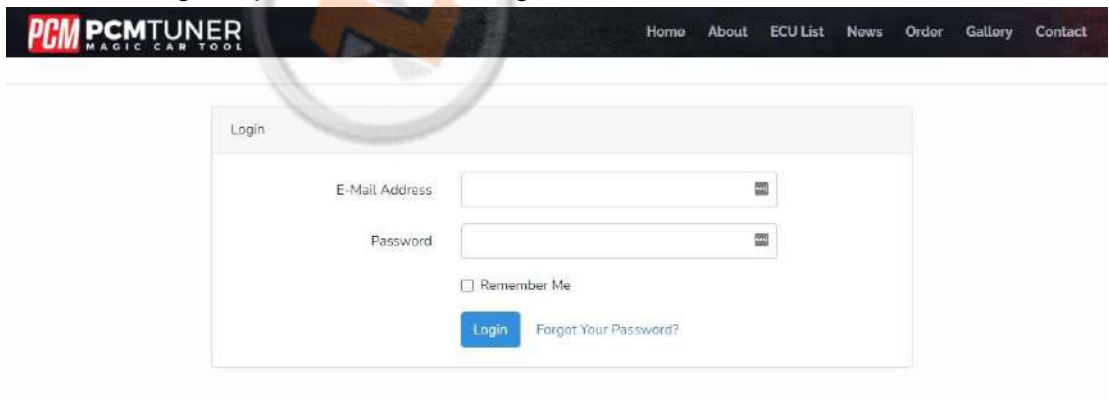 PCM PCMTUNER
MAGIC CAR TOOL
Home About ECU List News Order Gallery Contact
Login
E-Mail Address
Password
Remember Me
Login Forgot Your Password?